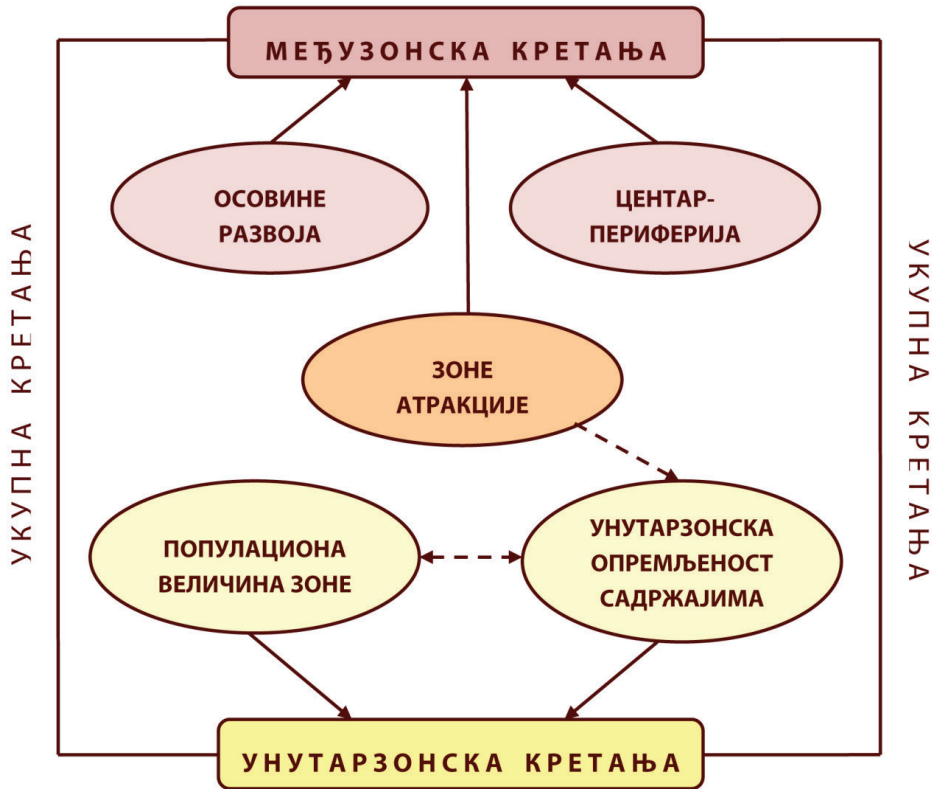 МЕЂУЗОНСКА КРЕТАЊА
ОСОВИНЕ
РАЗВОЈА
ЦЕНТАР-
ПЕРИФЕРИЈА
УКУПНА КРЕТАЊА
УКУПНА КРЕТАЊА
ЗОНЕ
АТРАКЦИЈЕ
ПОПУЛАЦИОНА
ВЕЛИЧИНА ЗОНЕ
УНУТАРЗОНСКА
ОПРЕМЉЕНОСТ
САДРЖАЈИМА
УНУТАРЗОНСКА КРЕТАЊА